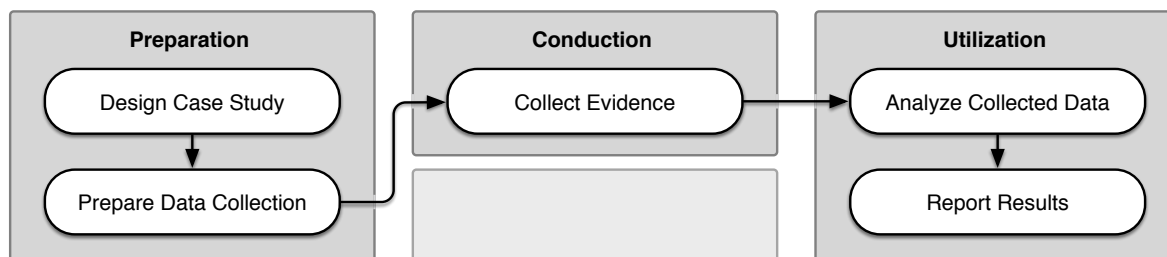 Preparation
Design Case Study
Prepare Data Collection
Conduction
Collect Evidence
Utilization
Analyze Collected Data
Report Results